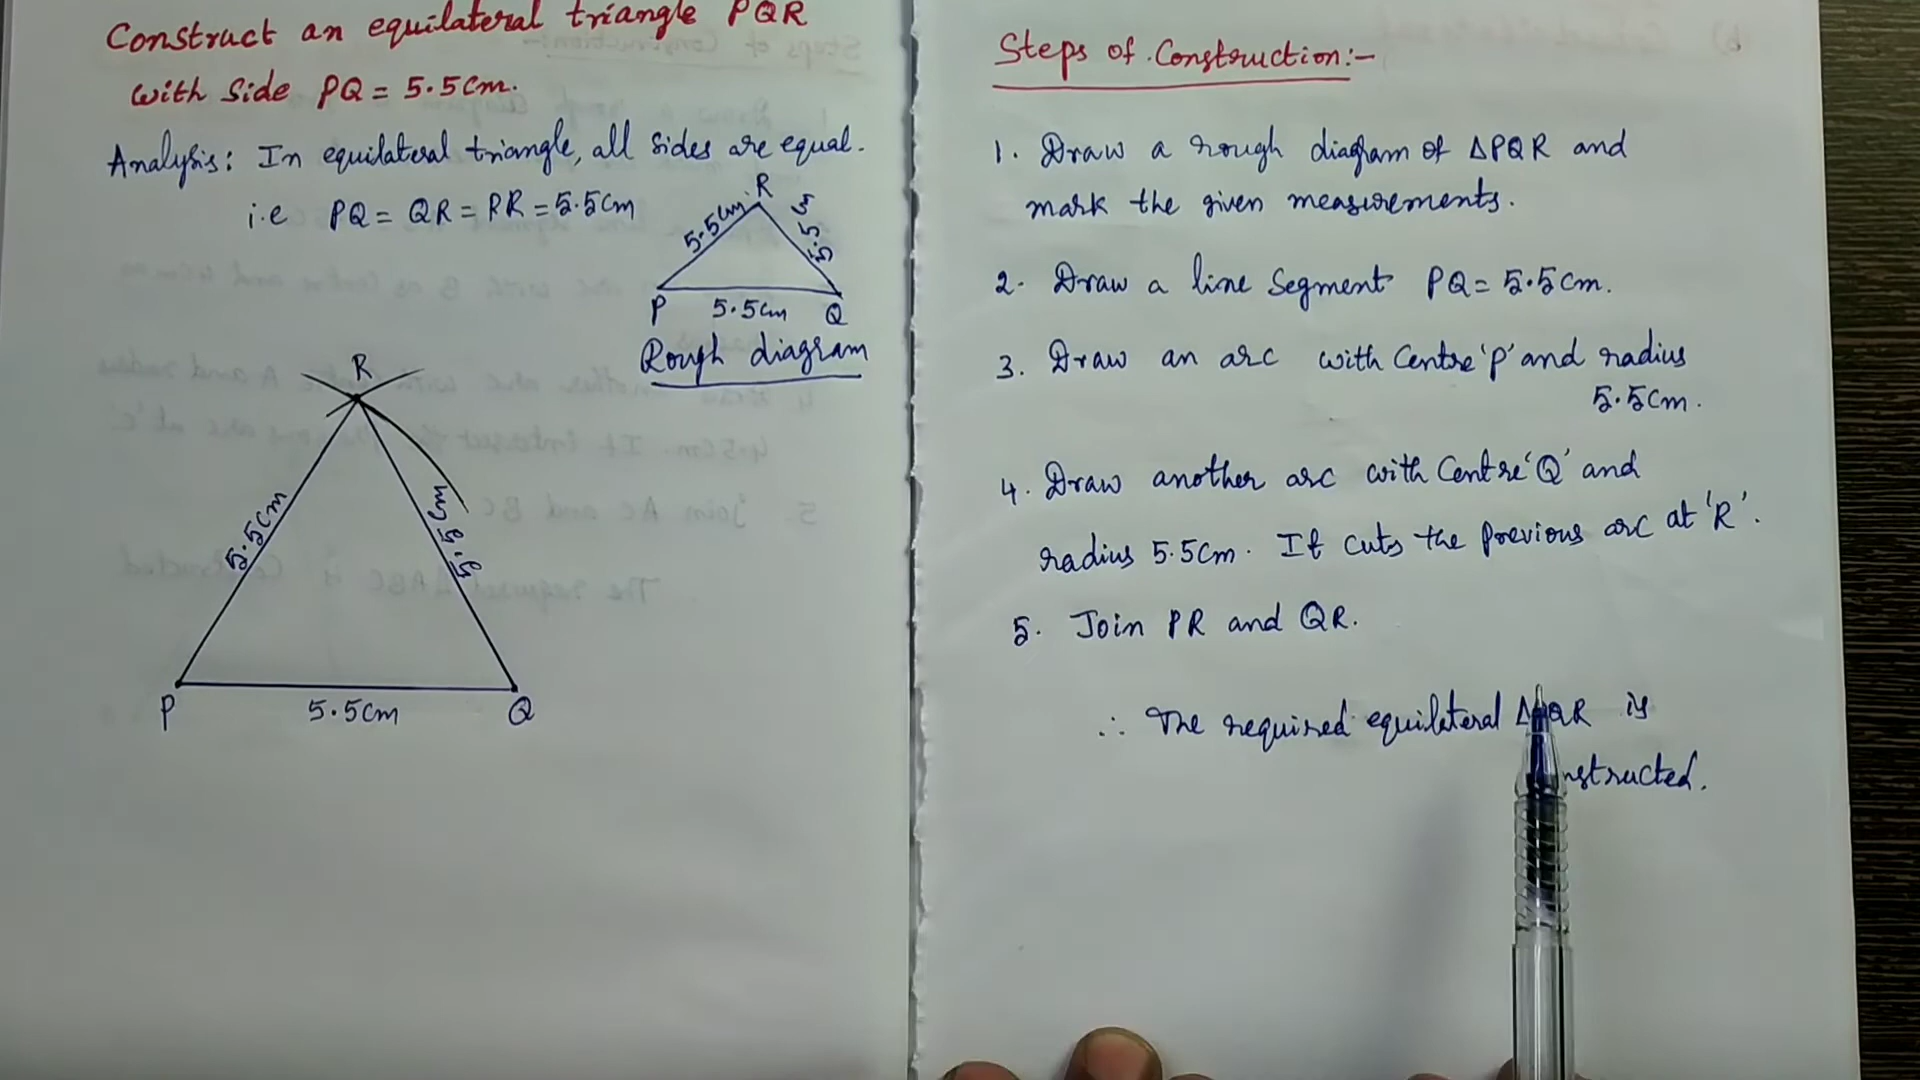 Construct an equilateral triangle PQR
with Side PQ = 5.5cm.
Analysis: In equilateral triangle, all sides are equal.
i.e PQ = QR = PR = 5.5cm
R
5.5cm
5.5cm
P
5.5cm
Q
Rough diagram
R
5.5cm
5.5cm
P
5.5cm
Q
Steps of Construction:-
1. Draw a rough diagram of ΔPQR and
mark the given measurements.
2. Draw a line Segment PQ = 5.5cm.
3. Draw an arc with Centre 'P' and radius
5.5cm.
4. Draw another arc with Centre 'Q' and
radius 5.5cm. It cuts the previous arc at 'R'.
5. Join PR and QR.
∴ The required equilateral ΔPQR is
nstructed.